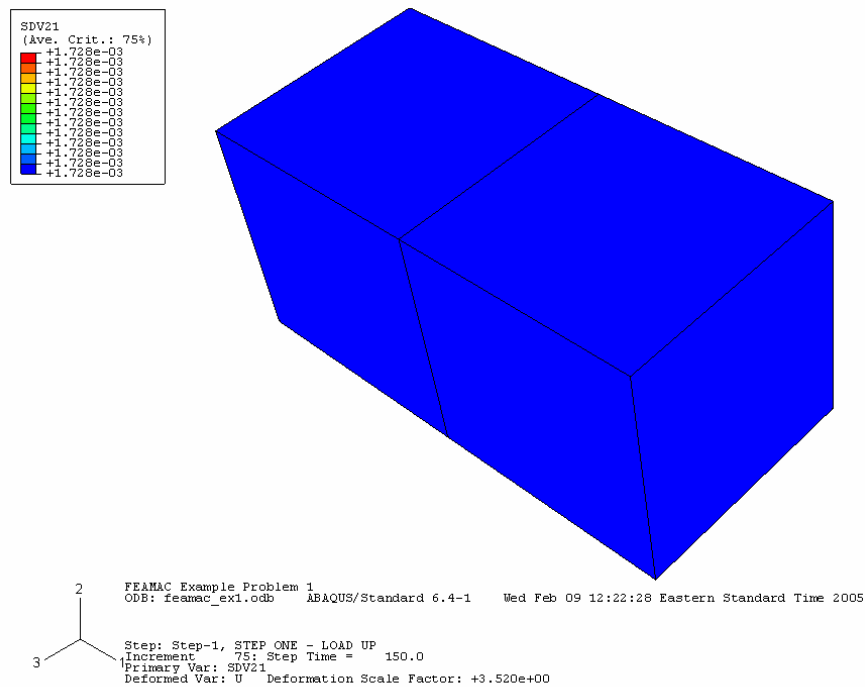 SDV21
(Ave. Crit.: 75%)
+1.728e-03
+1.728e-03
+1.728e-03
+1.728e-03
+1.728e-03
+1.728e-03
+1.728e-03
+1.728e-03
+1.728e-03
+1.728e-03
+1.728e-03
+1.728e-03
+1.728e-03
2
3
1
FEAMAC Example Problem 1
ODB: feamac_ex1.odb ABAQUS/Standard 6.4-1 Wed Feb 09 12:22:28 Eastern Standard Time 2005
Step: Step-1, STEP ONE - LOAD UP
Increment 75: Step Time = 150.0
Primary Var: SDV21
Deformed Var: U Deformation Scale Factor: +3.520e+00